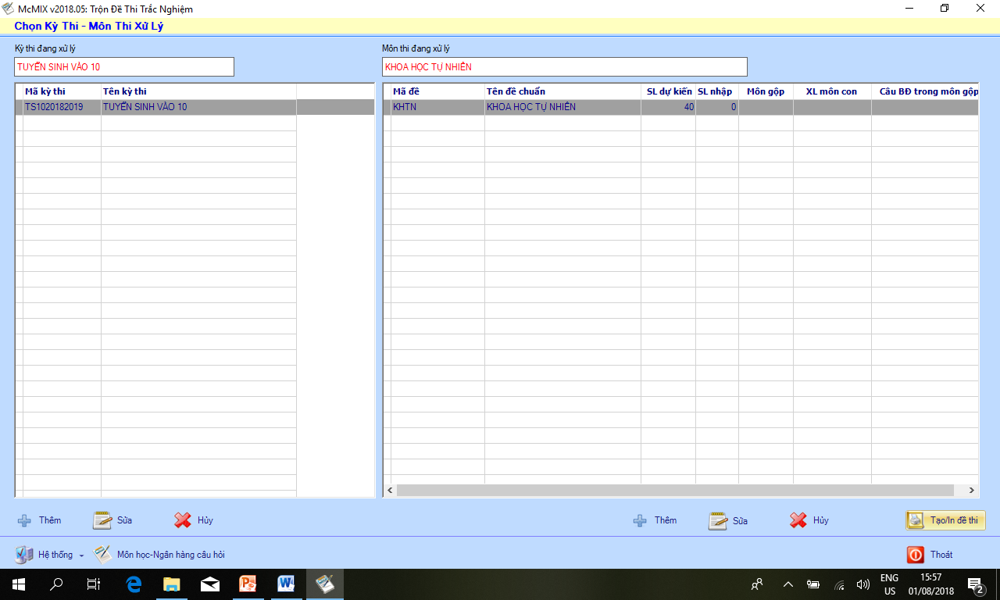 McMIX v2018.05: Trộn Đề Thi Trắc Nghiệm
Chọn Kỳ Thi - Môn Thi Xử Lý
Kỳ thi đang xử lý
Môn thi đang xử lý
TUYỂN SINH VÀO 10
KHOA HỌC TỰ NHIÊN
Mã kỳ thi Tên kỳ thi
TS1020182019 TUYỂN SINH VÀO 10
Mã đề Tên đề chuẩn SL dự kiến SL nhập Môn gộp XL môn con Câu BĐ trong môn gộp
KHTN KHOA HỌC TỰ NHIÊN 40 0
Thêm Sửa Hủy
Thêm Sửa Hủy Tạo/In đề thi
Hệ thống Môn học-Ngân hàng câu hỏi Thoát
ENG 15:57
US 01/08/2018 2